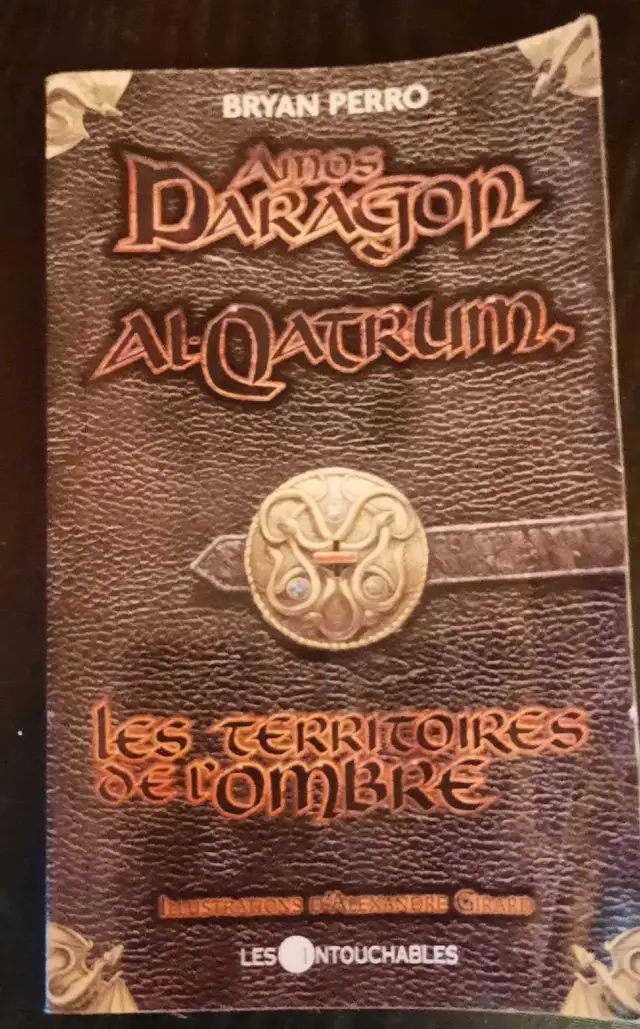 BRYAN PERRO
Amos
Daragon
Al-Qatrum,
les territoires
de l'ombre
Illustrations d'Alexandre Girard
LES INTOUCHABLES